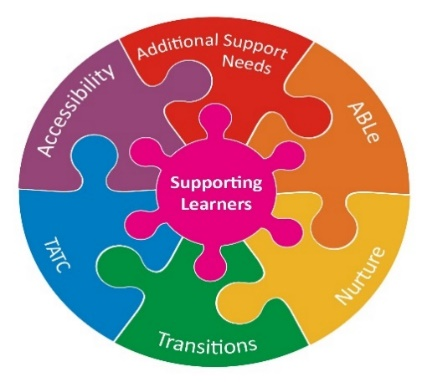 Additional Support
Needs
ABLe
Nurture
Transitions
TATC
Accessibility
Supporting
Learners